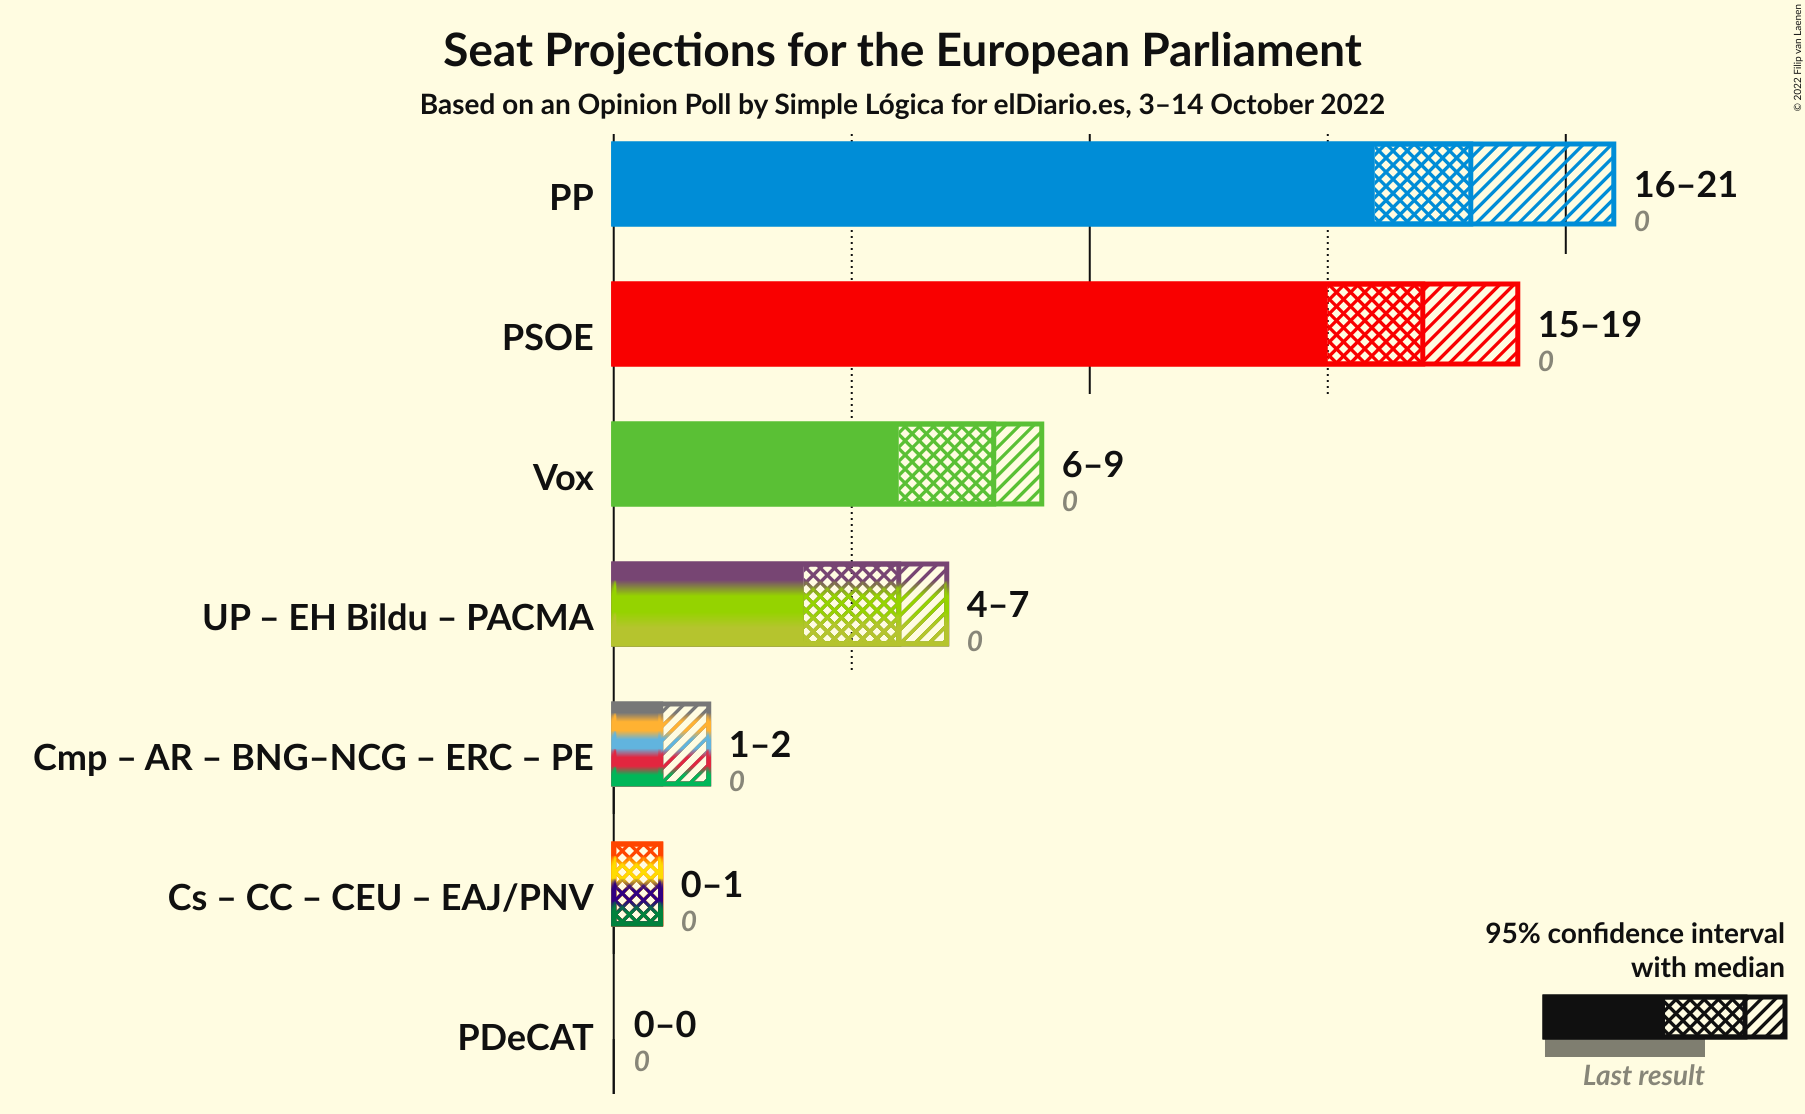 Seat Projections for the European Parliament
Based on an Opinion Poll by Simple Lógica for elDiario.es, 3–14 October 2022
© 2022 Filip van Laenen
PP
16–21
0
PSOE
15–19
0
Vox
6–9
0
UP – EH Bildu – PACMA
4–7
0
Cmp – AR – BNG–NCG – ERC – PE
1–2
0
Cs – CC – CEU – EAJ/PNV
0–1
0
PDeCAT
0–0
0
95% confidence interval
with median
Last result